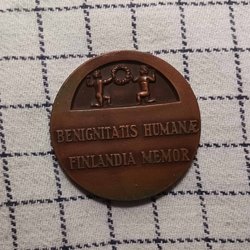 BENIGNITATIS HUMANÆ
FINLANDIA MEMOR